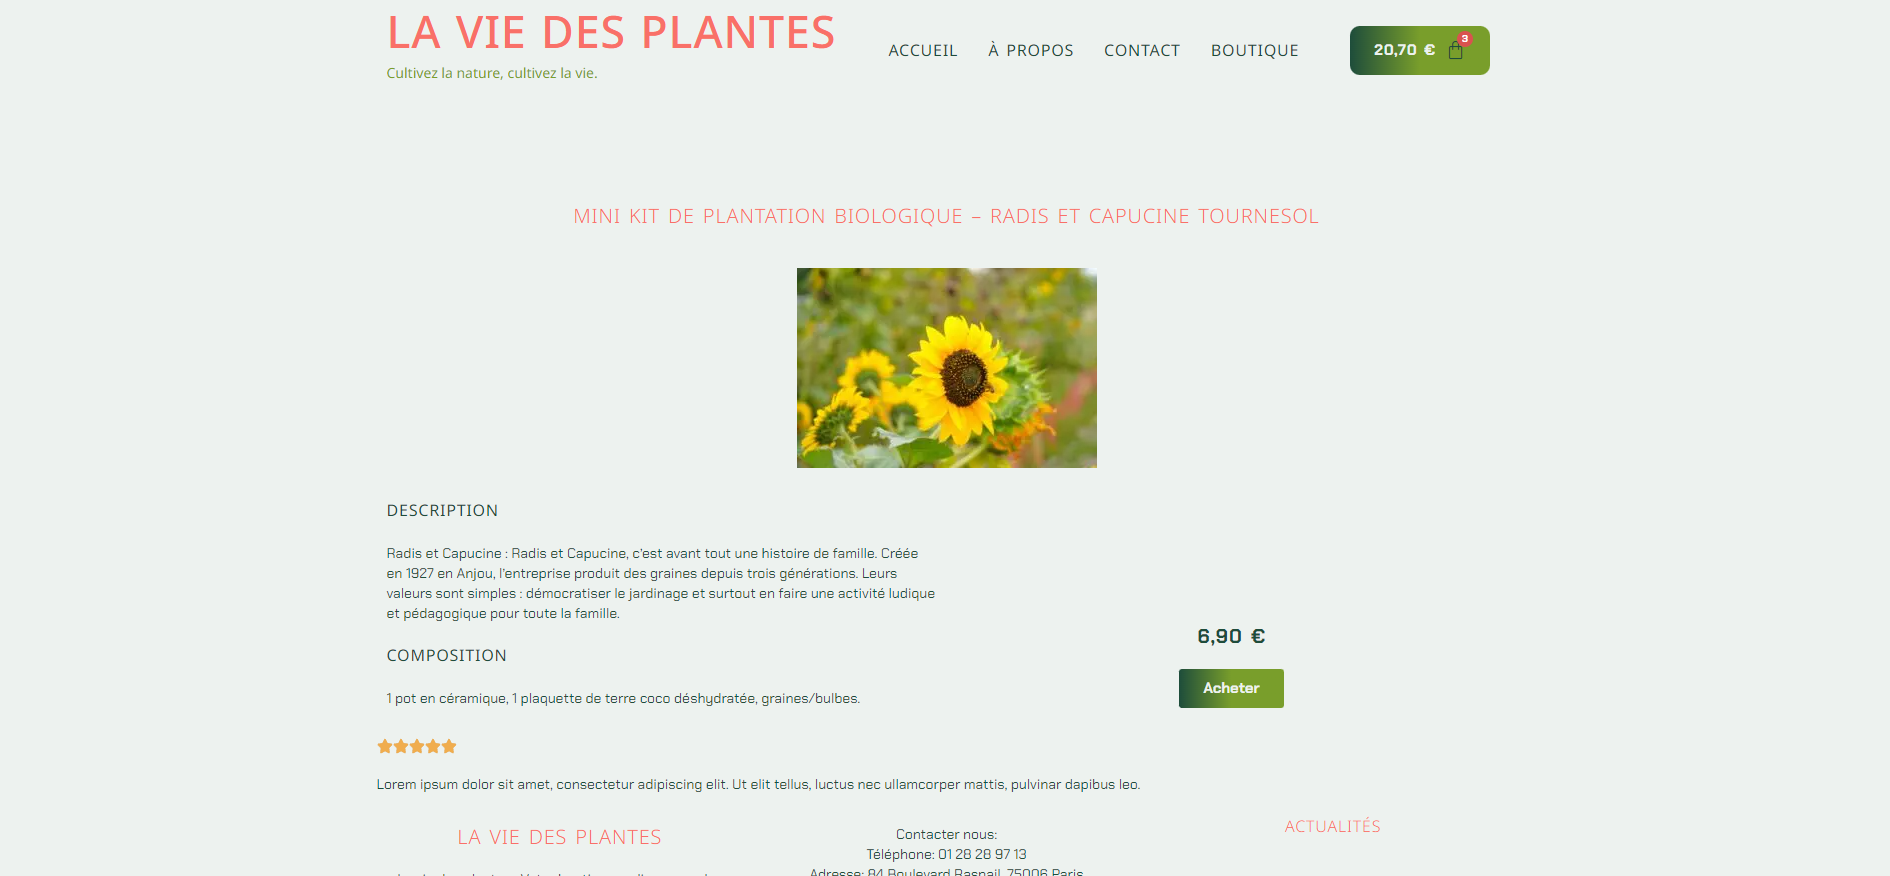 LA VIE DES PLANTES
Cultivez la nature, cultivez la vie.
ACCUEIL
À PROPOS
CONTACT
BOUTIQUE
20,70 €
3
MINI KIT DE PLANTATION BIOLOGIQUE – RADIS ET CAPUCINE TOURNESOL
DESCRIPTION
Radis et Capucine : Radis et Capucine, c'est avant tout une histoire de famille. Créée
en 1927 en Anjou, l'entreprise produit des graines depuis trois générations. Leurs
valeurs sont simples : démocratiser le jardinage et surtout en faire une activité ludique
et pédagogique pour toute la famille.
COMPOSITION
1 pot en céramique, 1 plaquette de terre coco déshydratée, graines/bulbes.
6,90 €
Acheter
Lorem ipsum dolor sit amet, consectetur adipiscing elit. Ut elit tellus, luctus nec ullamcorper mattis, pulvinar dapibus leo.
LA VIE DES PLANTES
Contacter nous:
Téléphone: 01 28 28 97 13
Adresse: 84 Boulevard Raspail, 75006 Paris
ACTUALITÉS